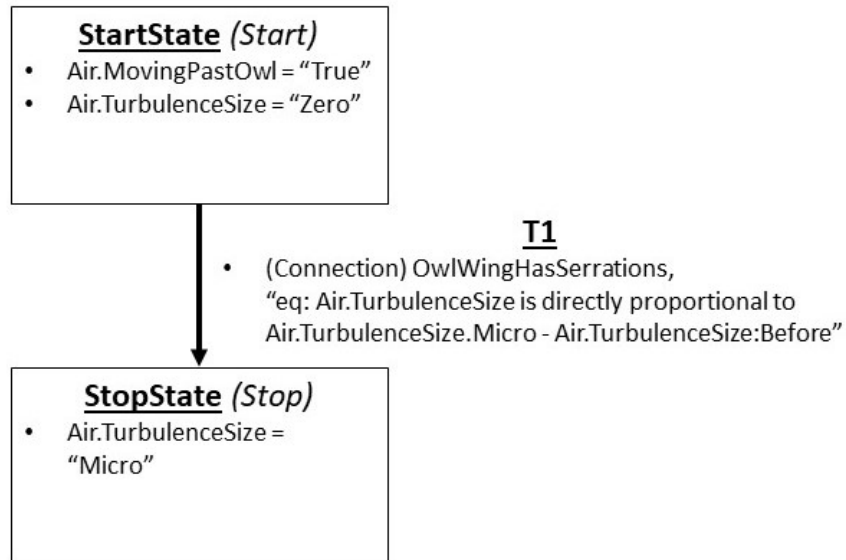 StartState (Start)
• Air.MovingPastOwl = “True”
• Air.TurbulenceSize = “Zero”
T1
• (Connection) OwlWingHasSerrations,
“eq: Air.TurbulenceSize is directly proportional to
Air.TurbulenceSize.Micro - Air.TurbulenceSize:Before”
StopState (Stop)
• Air.TurbulenceSize =
“Micro”